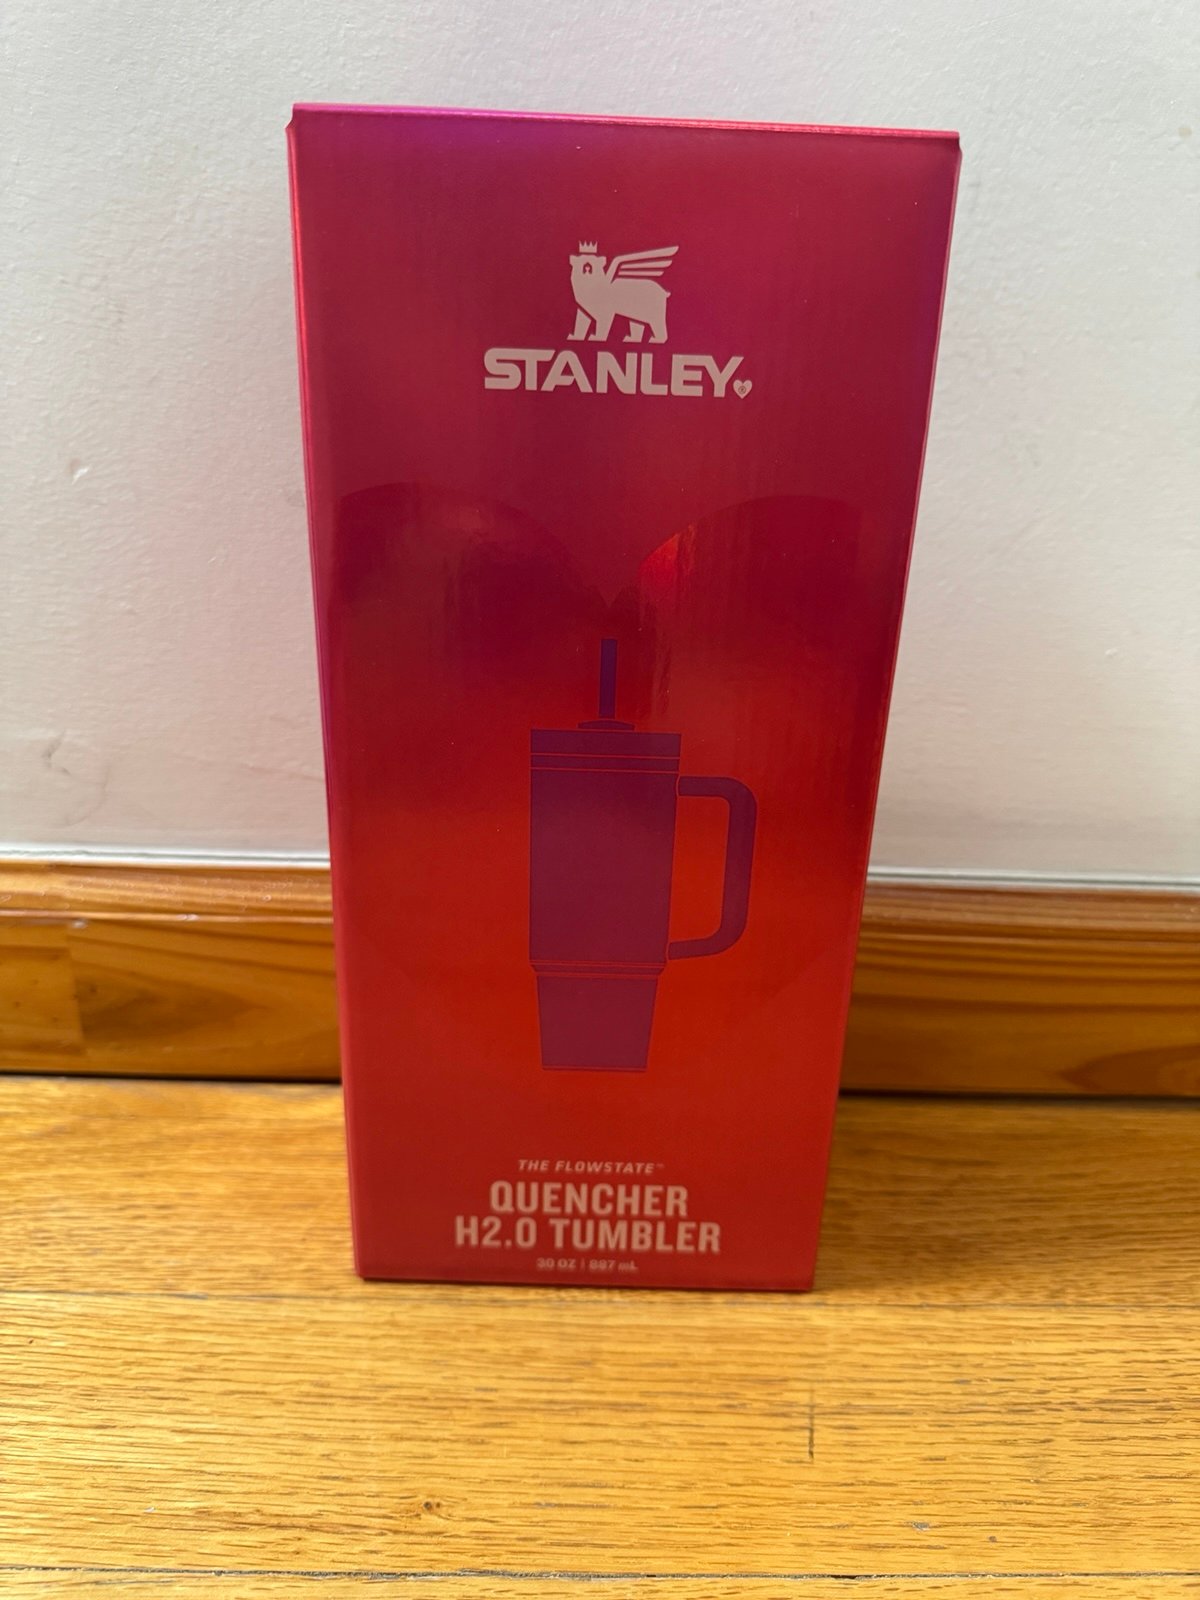 STANLEY®
THE FLOWSTATE™
QUENCHER
H2.0 TUMBLER
30 OZ | 887 mL